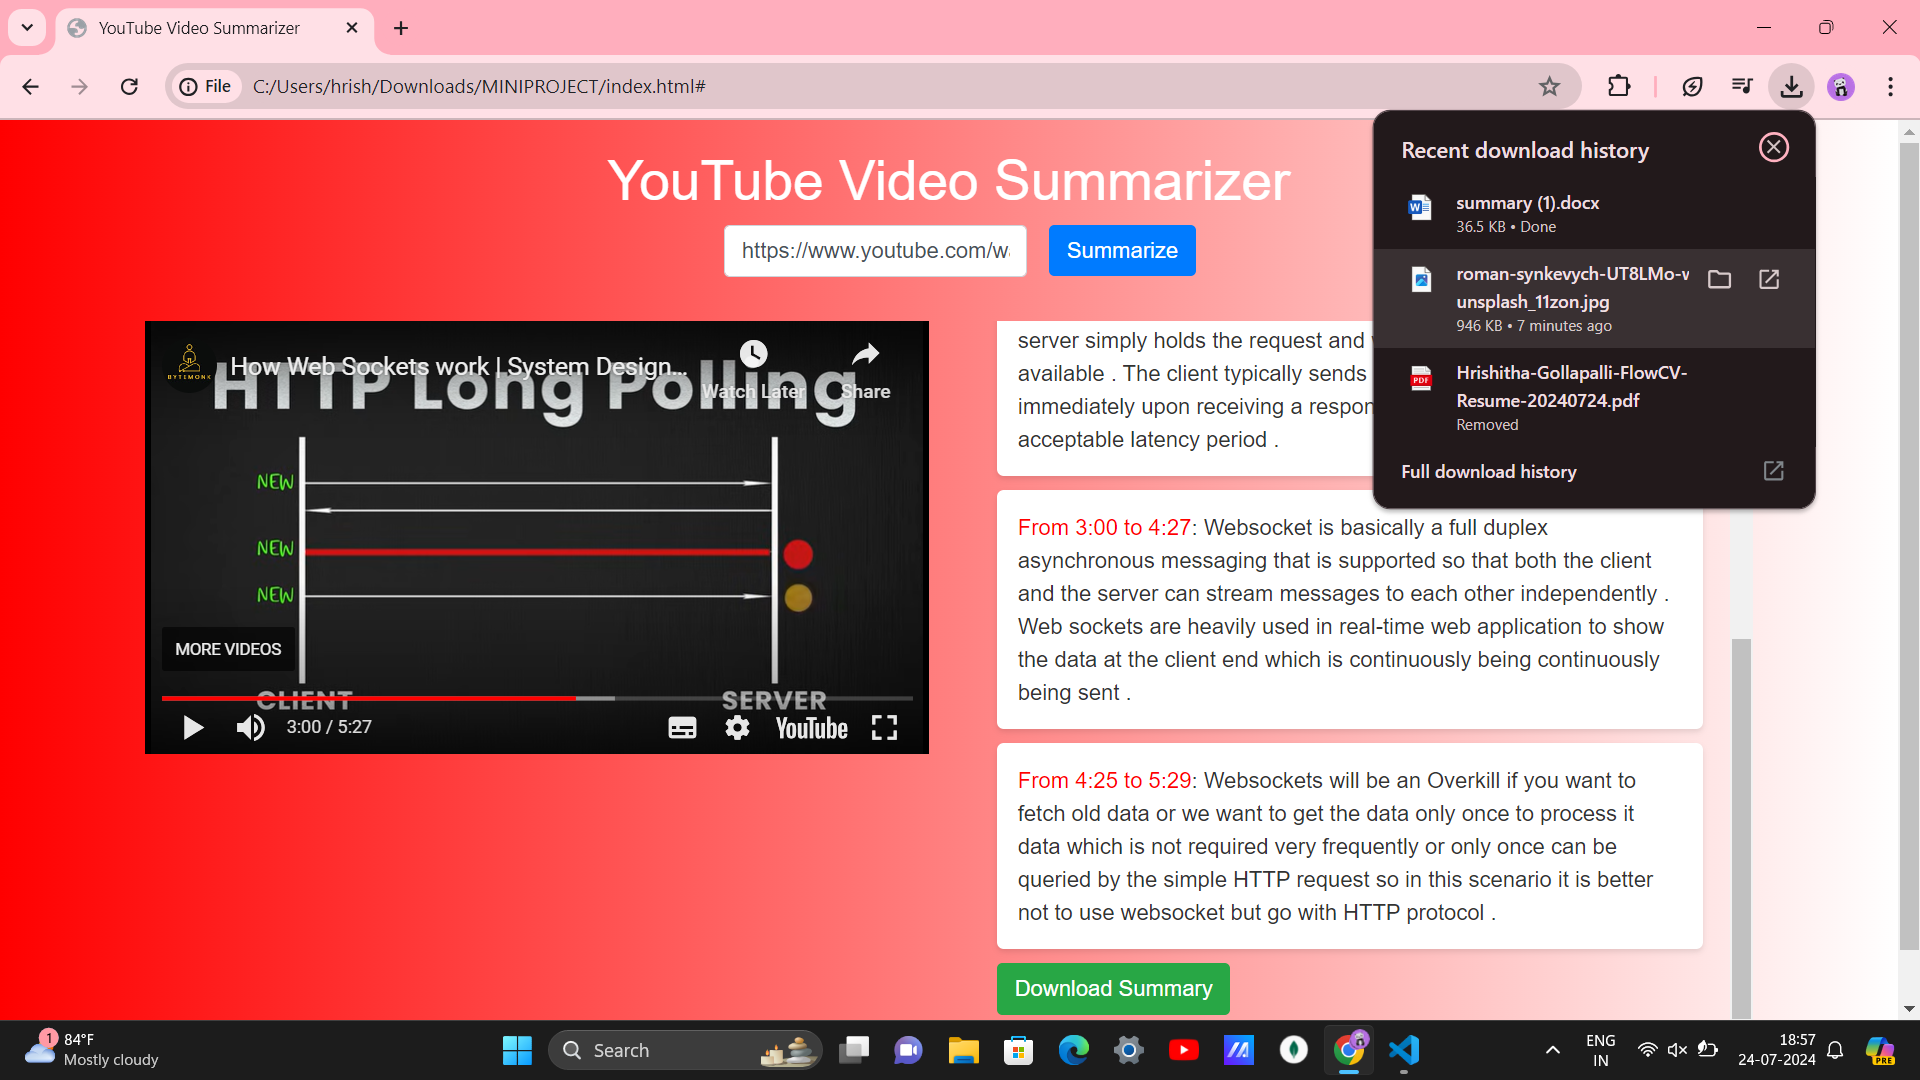 YouTube Video Summarizer
File
C:/Users/hrish/Downloads/MINIPROJECT/index.html#
YouTube Video Summarizer
https://www.youtube.com/wa
Summarize
Recent download history
summary (1).docx
36.5 KB • Done
roman-synkevych-UT8LMo-v
unsplash_11zon.jpg
946 KB • 7 minutes ago
PDF
Hrishitha-Gollapalli-FlowCV-
Resume-20240724.pdf
Removed
Full download history
BYTEMONK
How Web Sockets work | System Design...
Watch Later
Share
HTTP Long Polling
NEW
NEW
NEW
MORE VIDEOS
CLIENT
SERVER
3:00 / 5:27
YouTube
server simply holds the request and
available . The client typically sends
immediately upon receiving a respon
acceptable latency period .
From 3:00 to 4:27: Websocket is basically a full duplex
asynchronous messaging that is supported so that both the client
and the server can stream messages to each other independently .
Web sockets are heavily used in real-time web application to show
the data at the client end which is continuously being continuously
being sent .
From 4:25 to 5:29: Websockets will be an Overkill if you want to
fetch old data or we want to get the data only once to process it
data which is not required very frequently or only once can be
queried by the simple HTTP request so in this scenario it is better
not to use websocket but go with HTTP protocol .
Download Summary
1
84°F
Mostly cloudy
Search
ENG
IN
18:57
24-07-2024
PRE